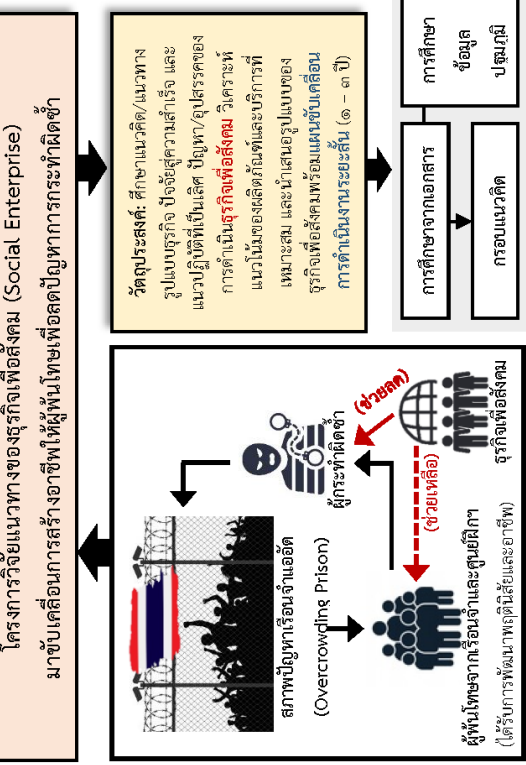 โครงการวิจัยแนวทางของธุรกิจเพื่อสังคม (Social Enterprise)
มาขับเคลื่อนการสร้างอาชีพให้ผู้พ้นโทษเพื่อลดปัญหาการกระทำผิดซ้ำ
สภาพปัญหาเรือนจำแออัด
(Overcrowding Prison)
ผู้กระทำผิดซ้ำ
(ช่วยลด)
(ช่วยเหลือ)
ผู้พ้นโทษจากเรือนจำและศูนย์ฝึกฯ
(ได้รับการพัฒนาพฤตินิสัยและอาชีพ)
ธุรกิจเพื่อสังคม
วัตถุประสงค์: ศึกษาแนวคิด/แนวทาง
รูปแบบธุรกิจ ปัจจัยสู่ความสำเร็จ และ
แนวปฏิบัติที่เป็นเลิศ ปัญหา/อุปสรรคของ
การดำเนินธุรกิจเพื่อสังคม วิเคราะห์
แนวโน้มของผลิตภัณฑ์และบริการที่
เหมาะสม และนำเสนอรูปแบบของ
ธุรกิจเพื่อสังคมพร้อมแผนขับเคลื่อน
การดำเนินงานระยะสั้น (๑ – ๓ ปี)
การศึกษาจากเอกสาร
กรอบแนวคิด
การศึกษา
ข้อมูล
ปฐมภูมิ